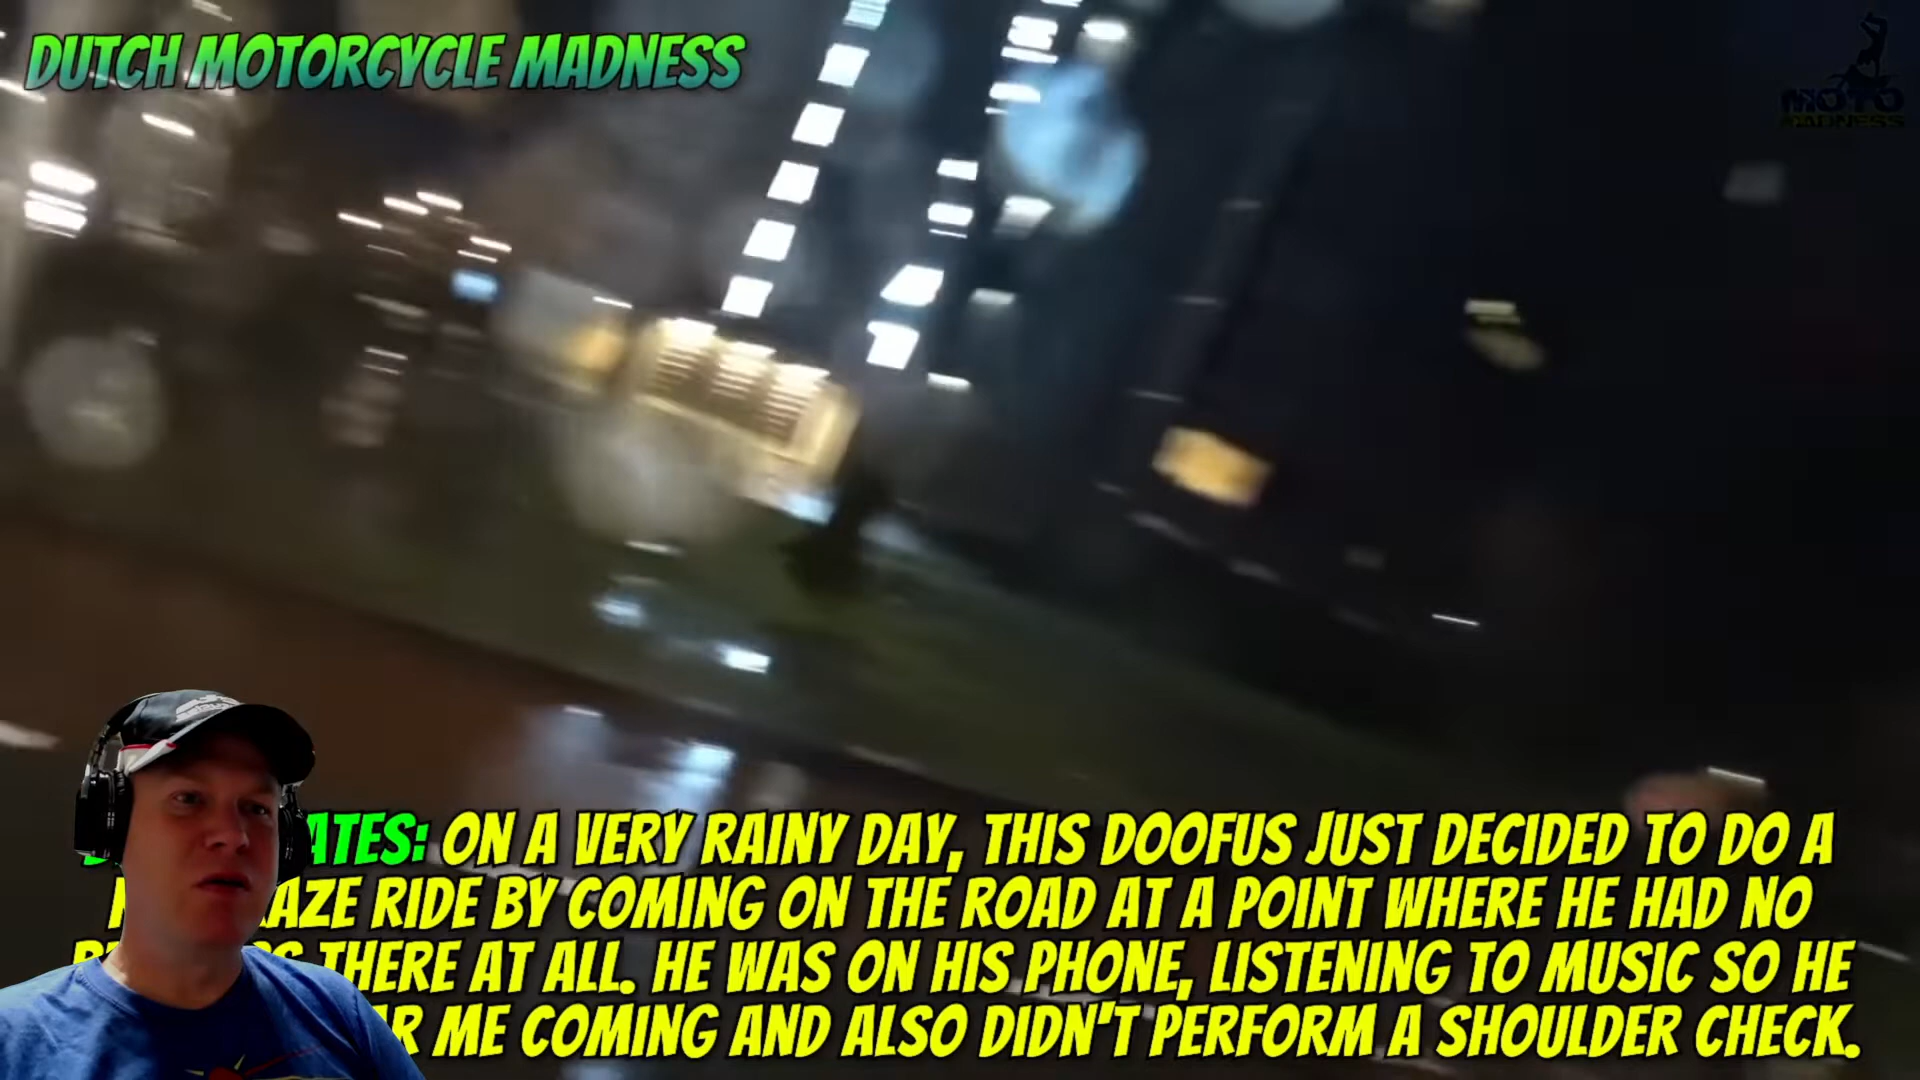 DUTCH MOTORCYCLE MADNESS
MOTO
MADNESS
ATES: ON A VERY RAINY DAY, THIS DOOFUS JUST DECIDED TO DO A
RIDE BY COMING ON THE ROAD AT A POINT WHERE HE HAD NO
THERE AT ALL. HE WAS ON HIS PHONE, LISTENING TO MUSIC SO HE
ME COMING AND ALSO DIDN'T PERFORM A SHOULDER CHECK.